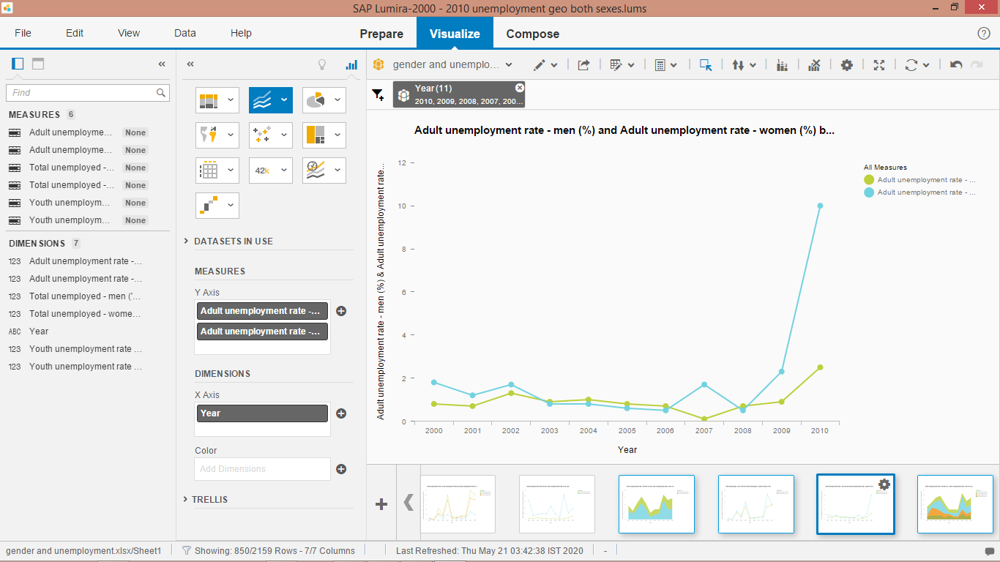 SAP Lumira-2000 - 2010 unemployment geo both sexes.lums
File Edit View Data Help Prepare Visualize Compose
Find
MEASURES 6
Adult unemployme... None
Adult unemployme... None
Total unemployed -... None
Total unemployed -... None
Youth unemploym... None
Youth unemploym... None
DIMENSIONS 7
123 Adult unemployment rate -...
123 Adult unemployment rate -...
123 Total unemployed - men ('...
123 Total unemployed - wome...
ABC Year
123 Youth unemployment rate ...
123 Youth unemployment rate ...
42k
DATASETS IN USE
MEASURES
Y Axis
Adult unemployment rate -...
Adult unemployment rate -...
DIMENSIONS
X Axis
Year
Color
Add Dimensions
TRELLIS
gender and unemplo...
Year (11)
2010, 2009, 2008, 2007, 200...
Adult unemployment rate - men (%) and Adult unemployment rate - women (%) b...
Adult unemployment rate - men (%) & Adult unemployment rate...
12
10
8
6
4
2
0
2000 2001 2002 2003 2004 2005 2006 2007 2008 2009 2010
Year
All Measures
Adult unemployment rate - ...
Adult unemployment rate - ...
gender and unemployment.xlsx/Sheet1 Showing: 850/2159 Rows - 7/7 Columns Last Refreshed: Thu May 21 03:42:38 IST 2020 -